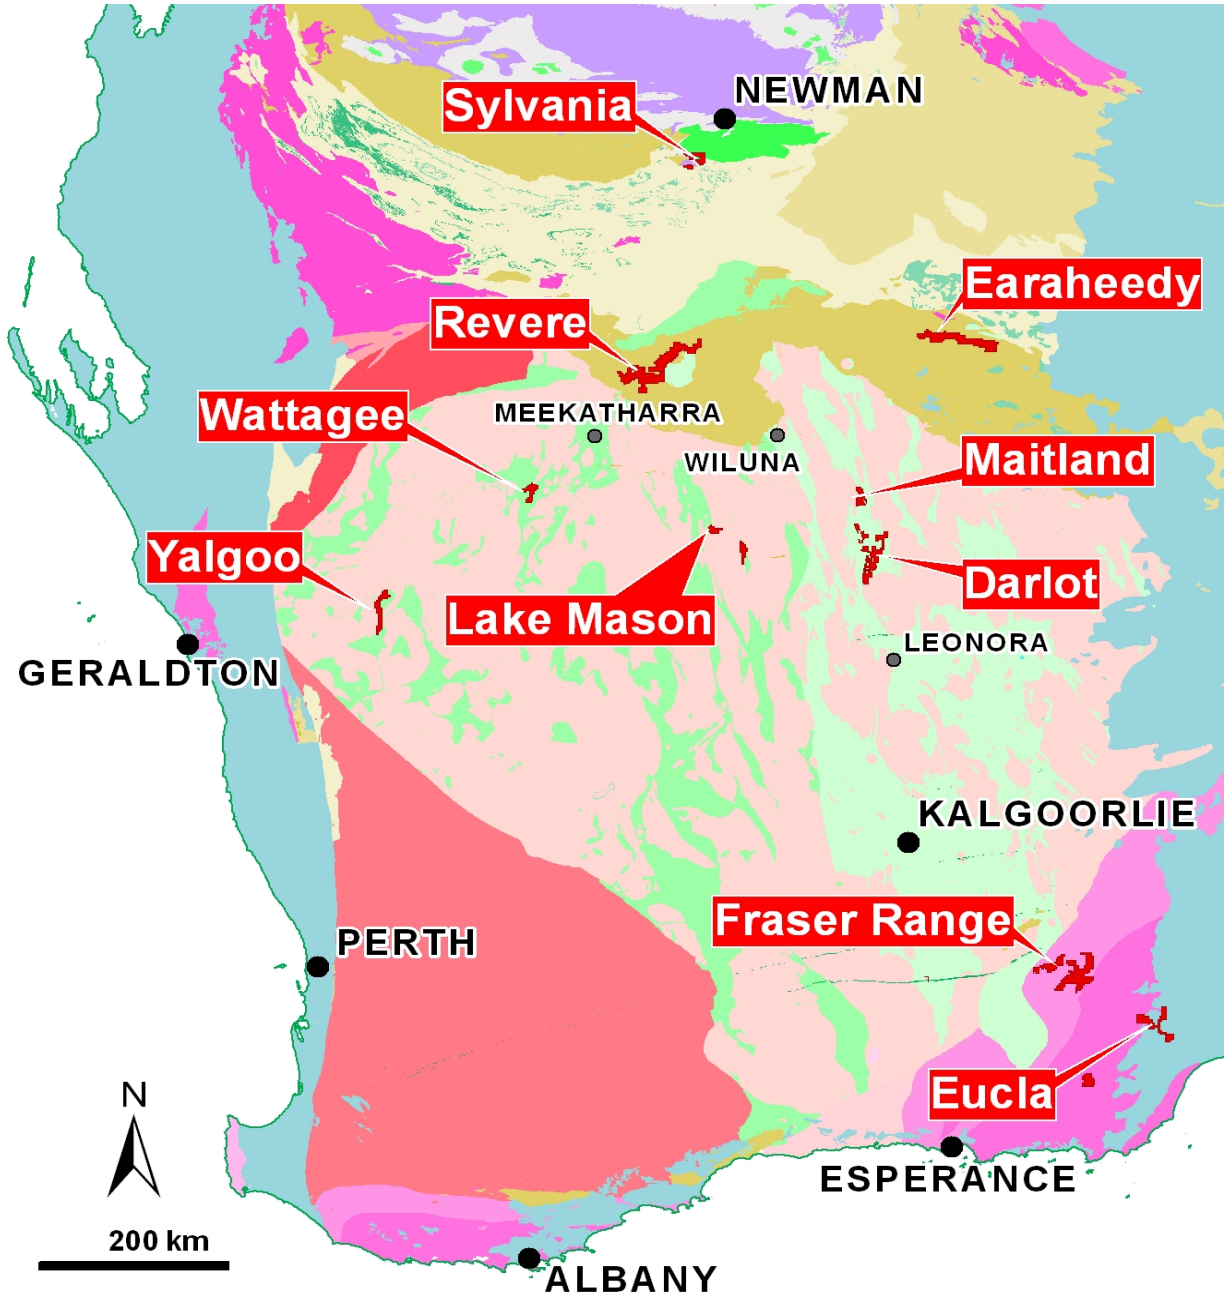 NEWMAN
Sylvania
Earaheedy
Revere
Wattagee
MEEKATHARRA
WILUNA
Maitland
Yalgoo
Lake Mason
Darlot
LEONORA
GERALDTON
KALGOORLIE
Fraser Range
PERTH
Eucla
N
ESPERANCE
200 km
ALBANY